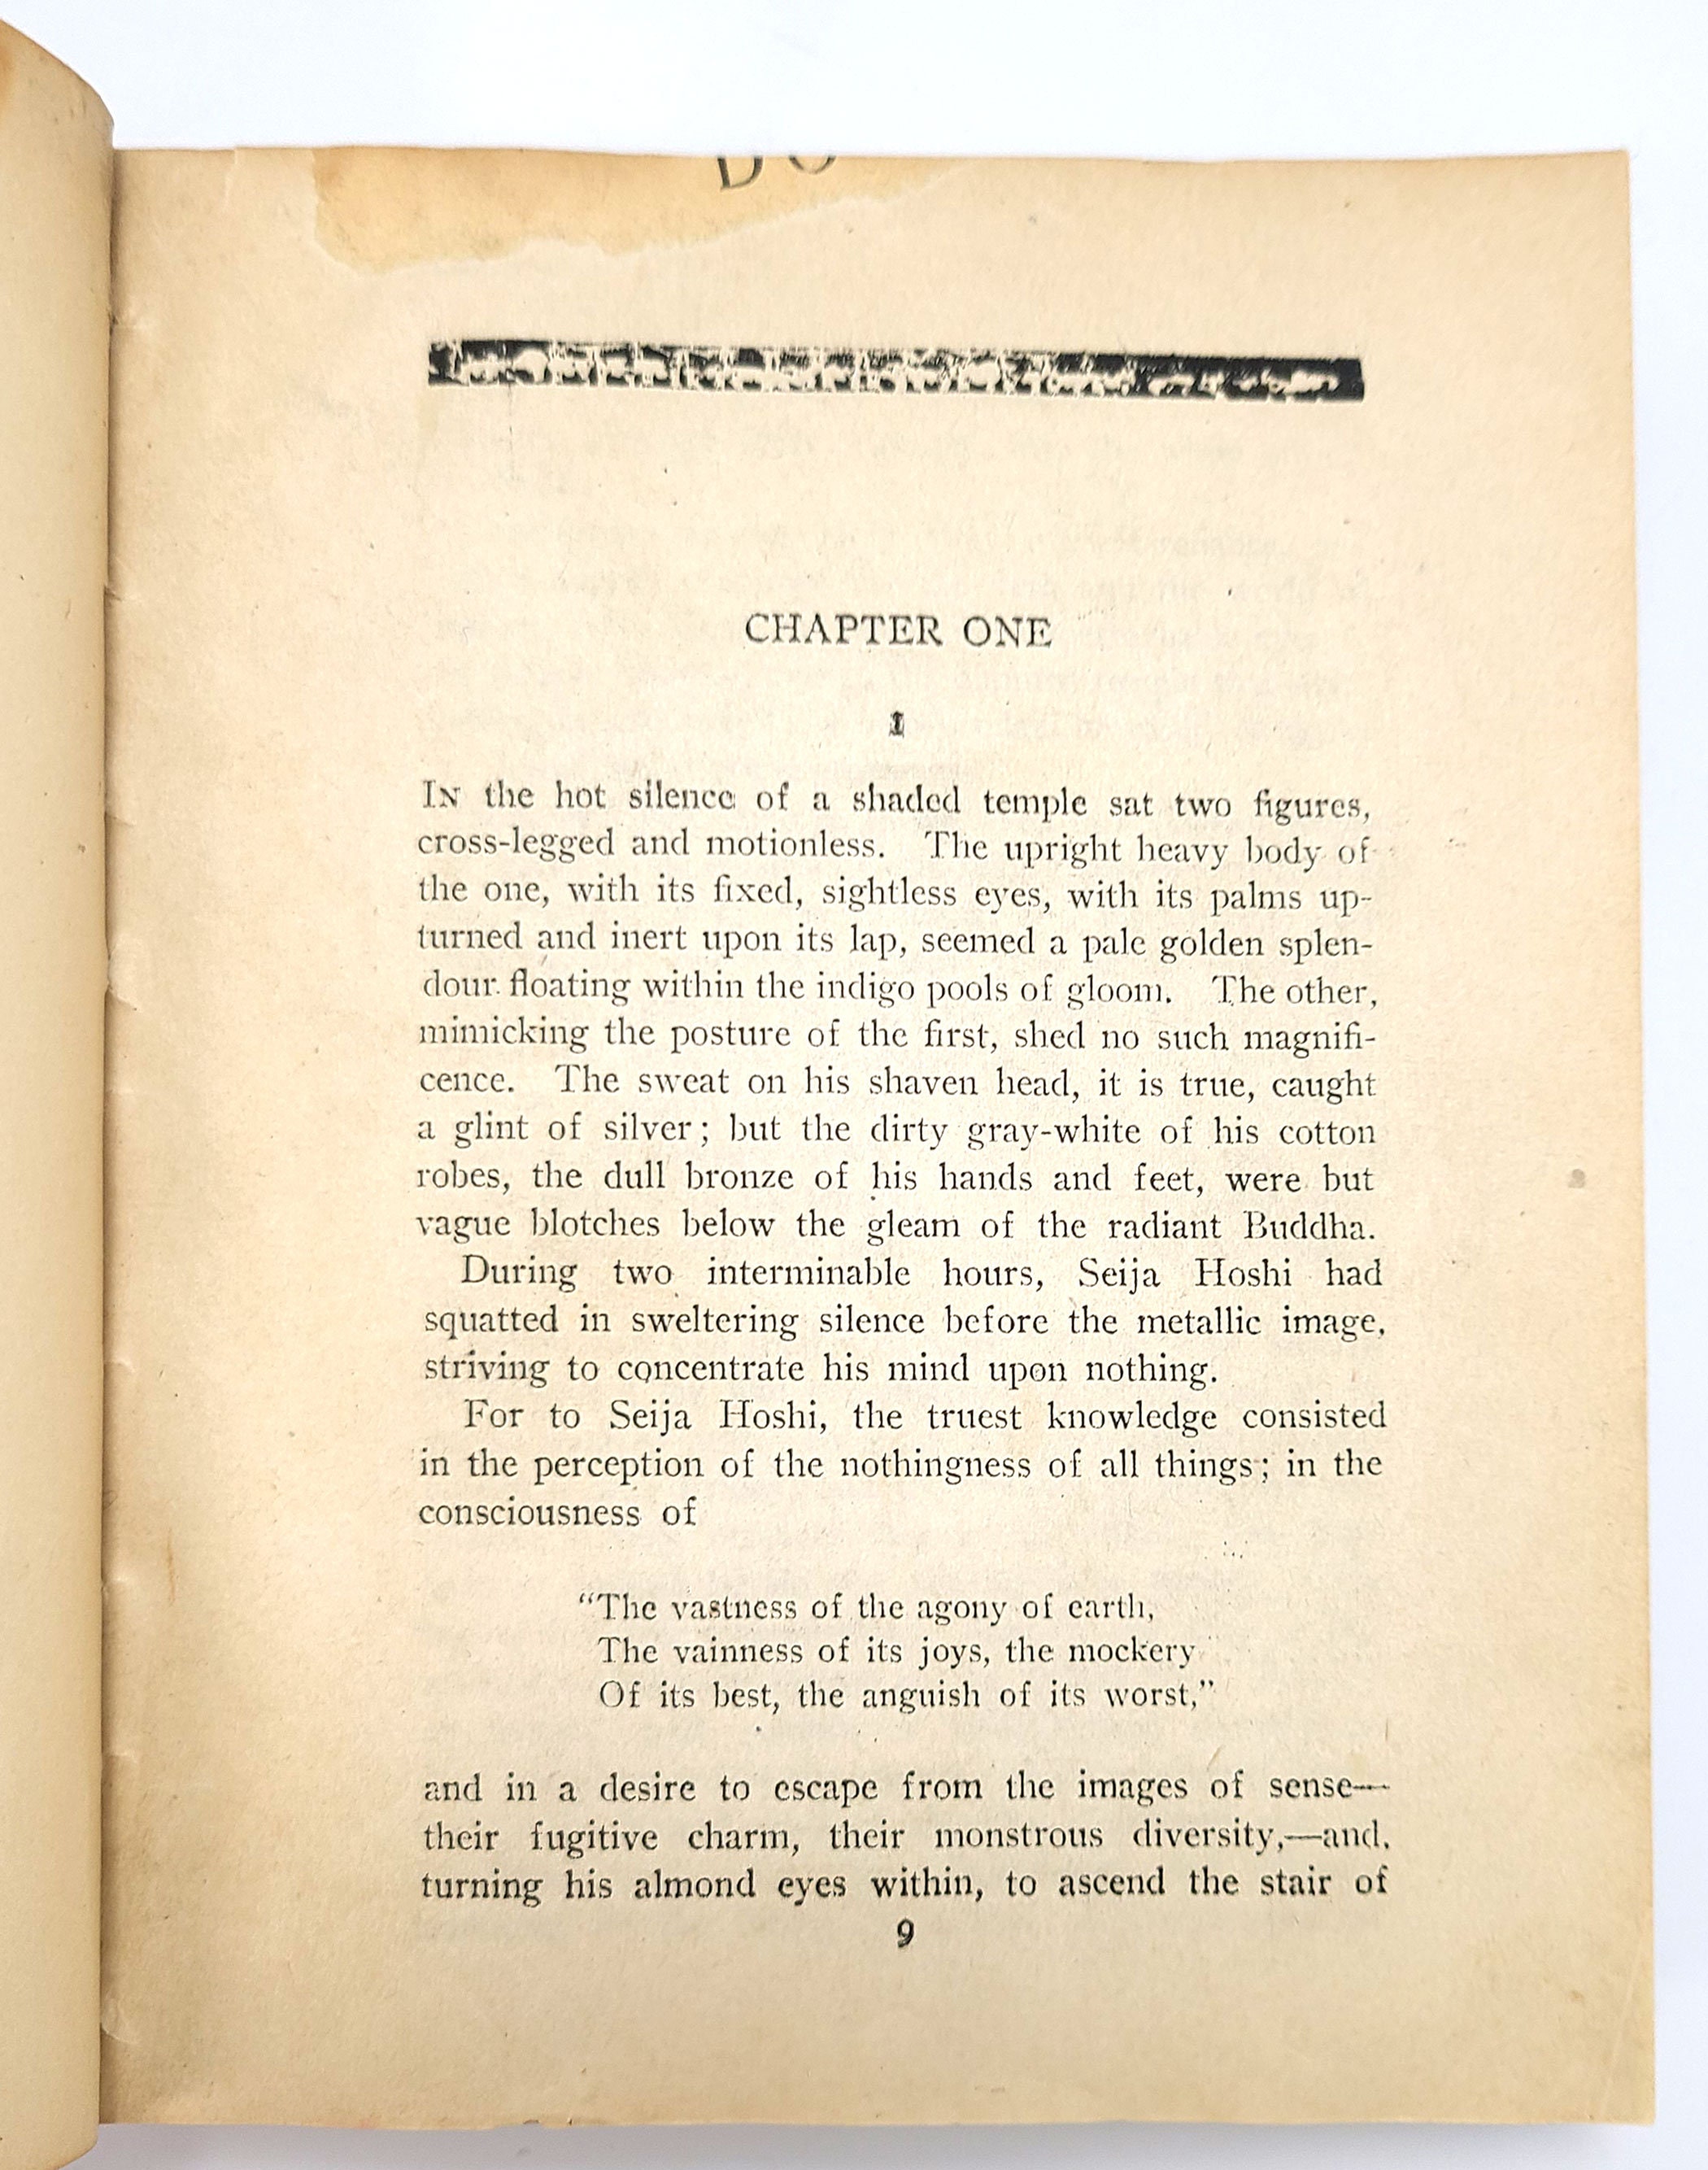 DO
CHAPTER ONE
1
IN the hot silence of a shaded temple sat two figures,
cross-legged and motionless. The upright heavy body of
the one, with its fixed, sightless eyes, with its palms up-
turned and inert upon its lap, seemed a pale golden splen-
dour floating within the indigo pools of gloom. The other,
mimicking the posture of the first, shed no such magnifi-
cence. The sweat on his shaven head, it is true, caught
a glint of silver; but the dirty gray-white of his cotton
robes, the dull bronze of his hands and feet, were but
vague blotches below the gleam of the radiant Buddha.
During two interminable hours, Seija Hoshi had
squatted in sweltering silence before the metallic image,
striving to concentrate his mind upon nothing.
For to Seija Hoshi, the truest knowledge consisted
in the perception of the nothingness of all things; in the
consciousness of
"The vastness of the agony of earth,
The vainness of its joys, the mockery
Of its best, the anguish of its worst,"
and in a desire to escape from the images of sense—
their fugitive charm, their monstrous diversity,—and,
turning his almond eyes within, to ascend the stair of
9